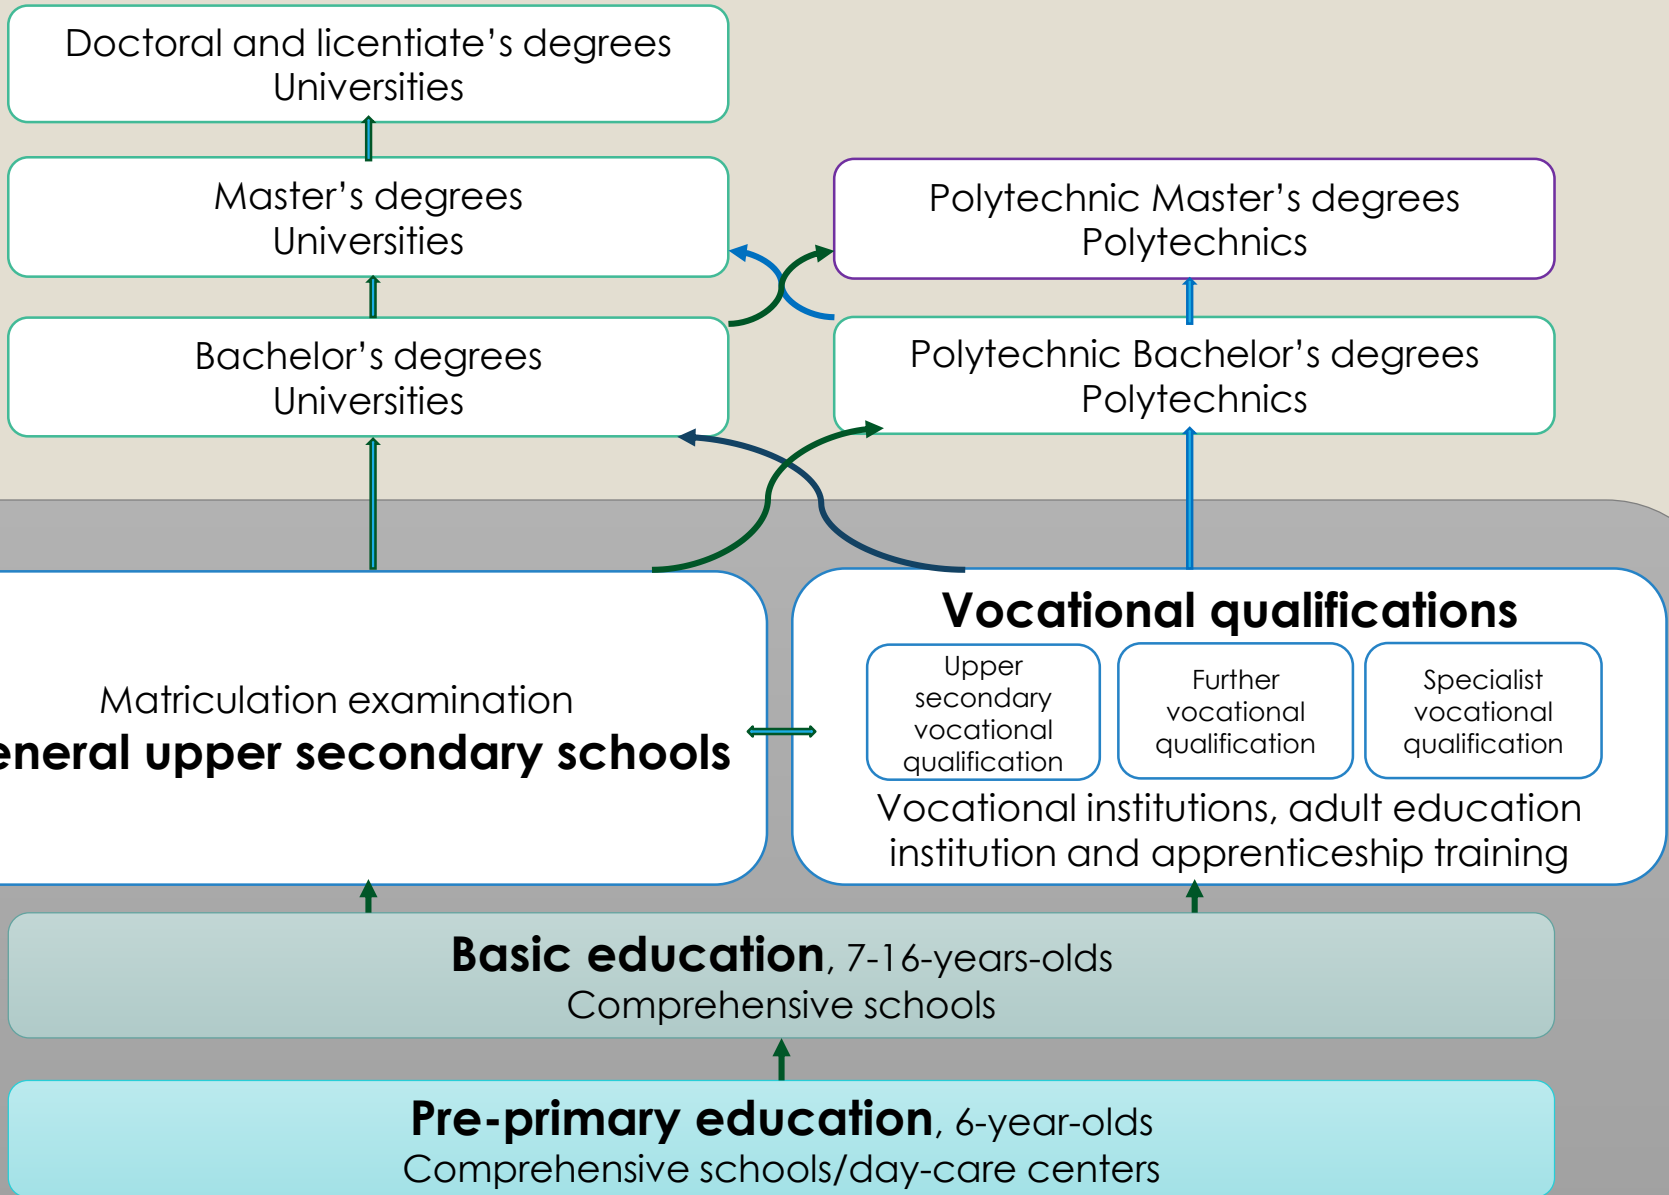 Doctoral and licentiate's degrees
Universities
Master's degrees
Universities
Polytechnic Master's degrees
Polytechnics
Bachelor's degrees
Universities
Polytechnic Bachelor's degrees
Polytechnics
Matriculation examination
eneral upper secondary schools
Vocational qualifications
Upper
secondary
vocational
qualification
Further
vocational
qualification
Specialist
vocational
qualification
Vocational institutions, adult education
institution and apprenticeship training
Basic education, 7-16-years-olds
Comprehensive schools
Pre-primary education, 6-year-olds
Comprehensive schools/day-care centers